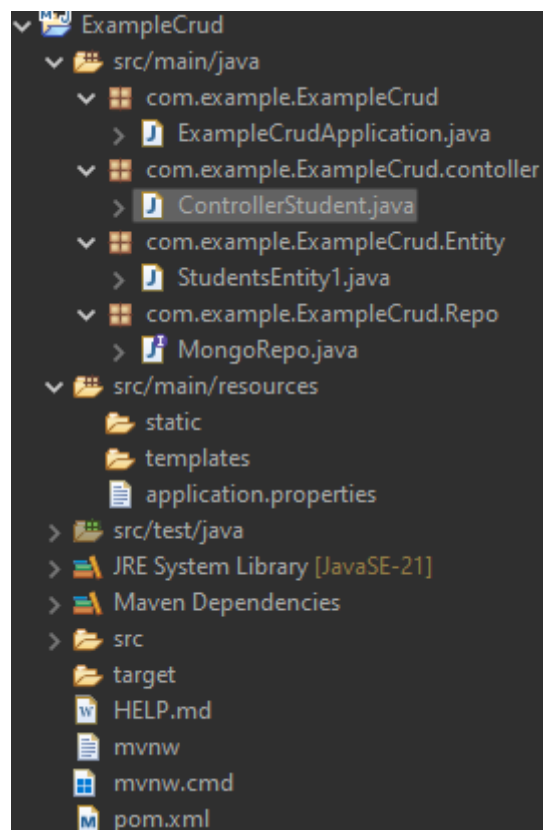 ExampleCrud
src/main/java
com.example.ExampleCrud
ExampleCrudApplication.java
com.example.ExampleCrud.contoller
ControllerStudent.java
com.example.ExampleCrud.Entity
StudentsEntity1.java
com.example.ExampleCrud.Repo
MongoRepo.java
src/main/resources
static
templates
application.properties
src/test/java
JRE System Library [JavaSE-21]
Maven Dependencies
src
target
HELP.md
mvnw
mvnw.cmd
pom.xml